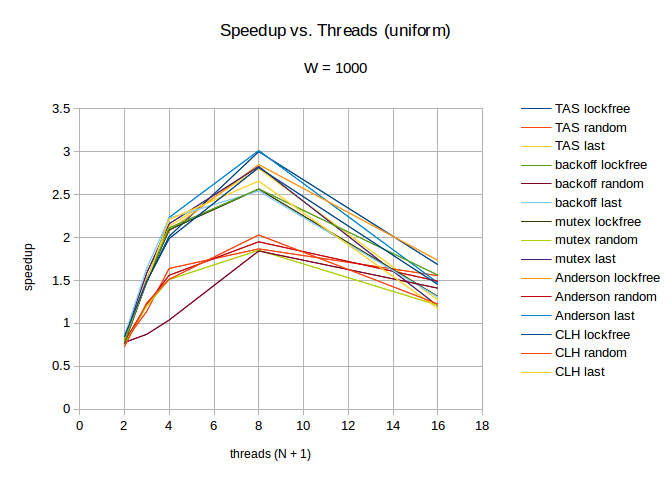 Speedup vs. Threads (uniform)
W = 1000
3.5
3
2.5
2
1.5
1
0.5
0
0 2 4 6 8 10 12 14 16 18
speedup
threads (N + 1)
TAS lockfree
TAS random
TAS last
backoff lockfree
backoff random
backoff last
mutex lockfree
mutex random
mutex last
Anderson lockfree
Anderson random
Anderson last
CLH lockfree
CLH random
CLH last